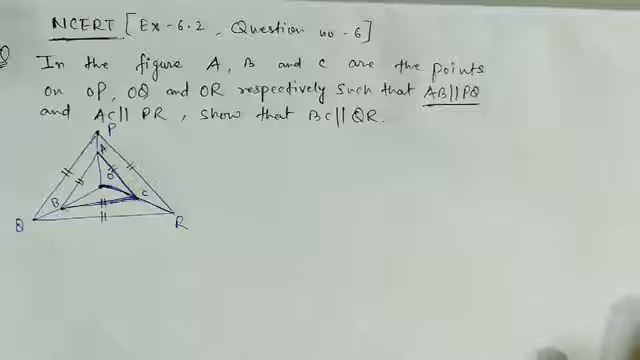 NCERT [Ex-6.2, Question no-6]
Q In the figure A, B and C are the points
on OP, OQ and OR respectively such that AB||PQ
and AC|| PR, show that BC||QR.
P
A
O
B
C
Q
R